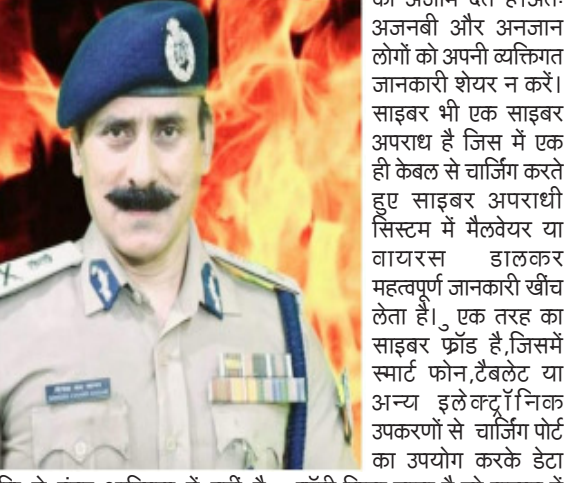 अजनबी और अनजान
लोगों को अपनी व्यक्तिगत
जानकारी शेयर न करें।
साइबर भी एक साइबर
अपराध है जिस में एक
ही केबल से चार्जिंग करते
हुए साइबर अपराधी
सिस्टम में मैलवेयर या
वायरस डालकर
महत्वपूर्ण जानकारी खींच
लेता है। एक तरह का
साइबर फ्रॉड है,जिसमें
स्मार्ट फोन,टैबलेट या
अन्य इलेक्ट्रॉनिक
उपकरणों से चार्जिंग पोर्ट
का उपयोग करके डेटा